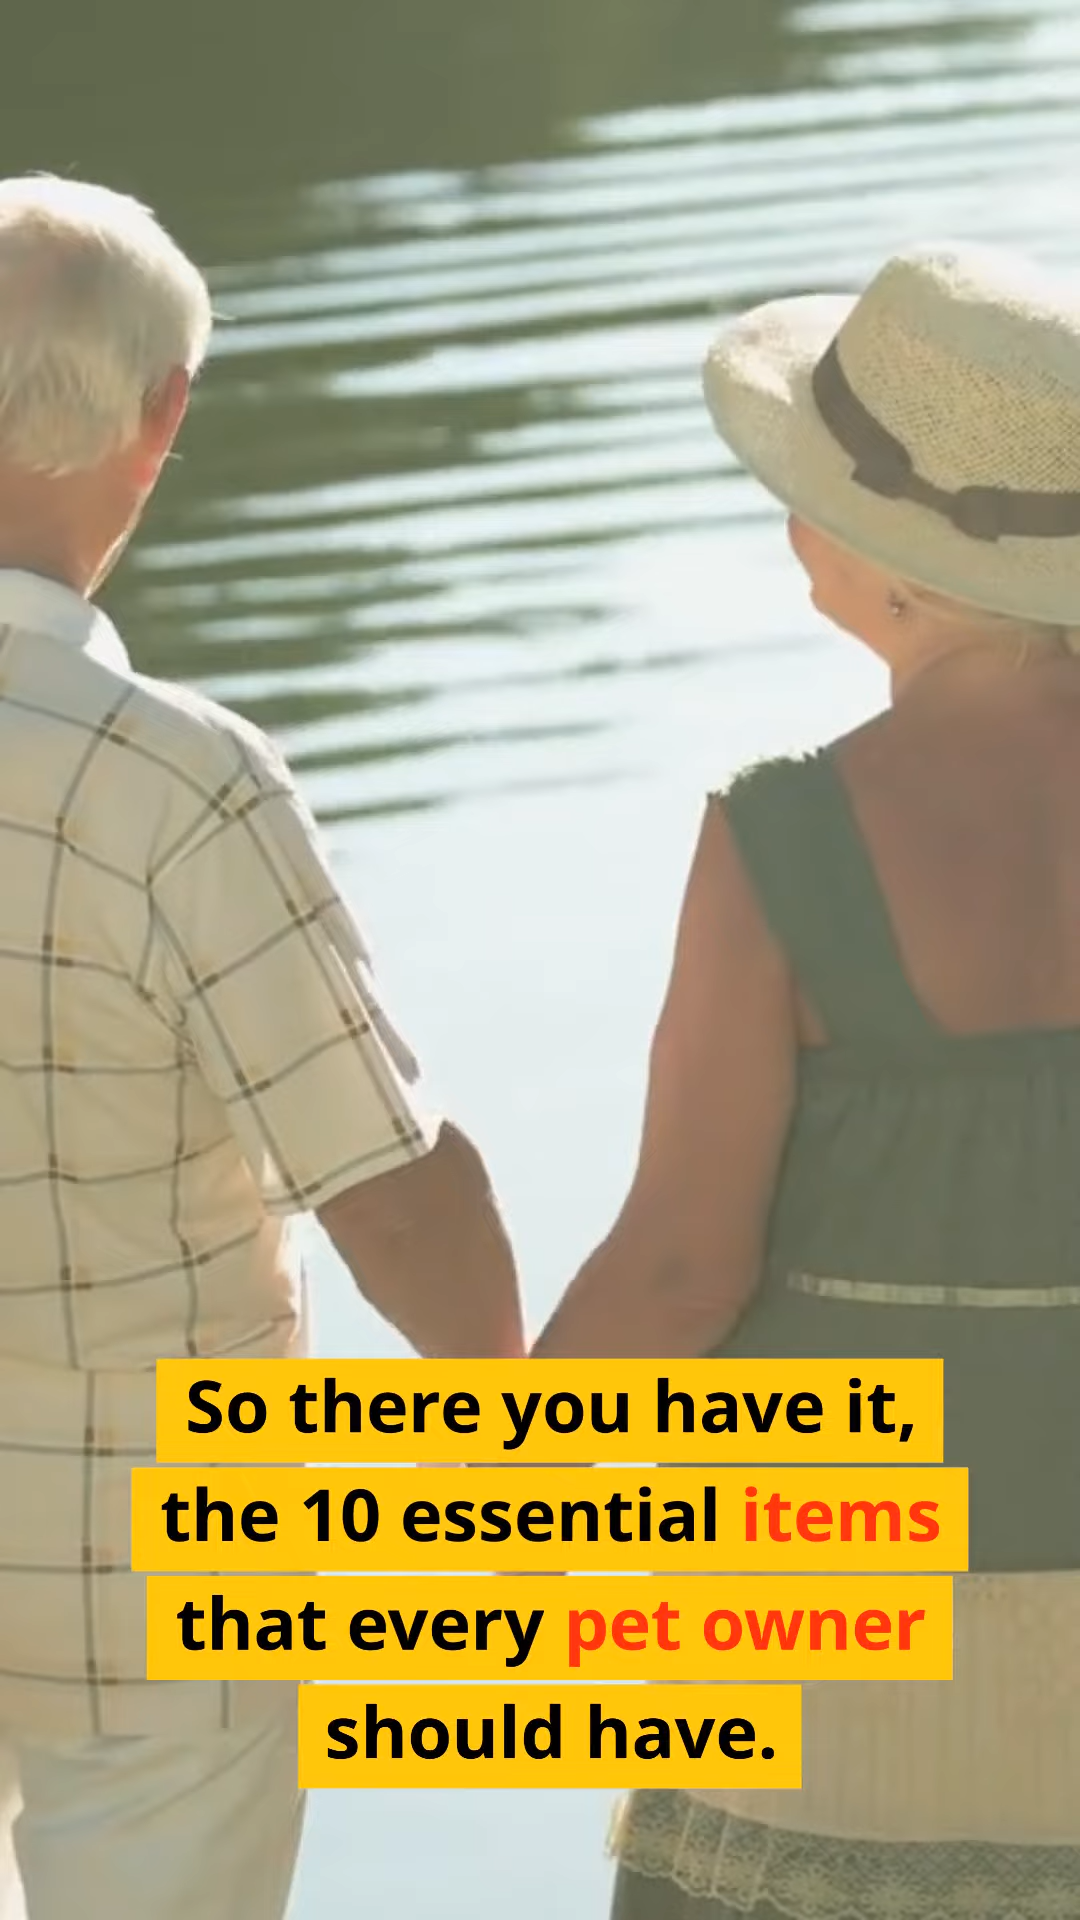 So there you have it,
the 10 essential items
that every pet owner
should have.